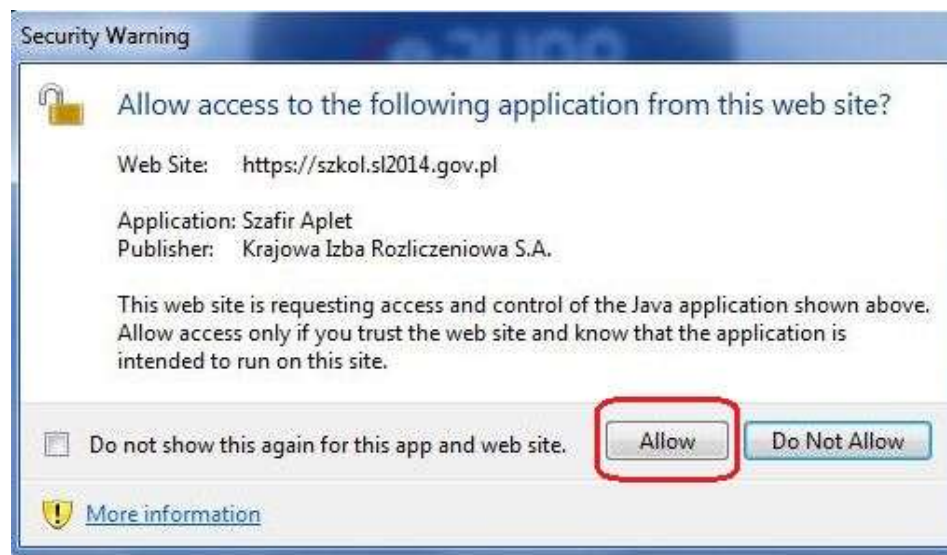 Security Warning
Allow access to the following application from this web site?
Web Site: https://szkol.sl2014.gov.pl
Application: Szafir Aplet
Publisher: Krajowa Izba Rozliczeniowa S.A.
This web site is requesting access and control of the Java application shown above.
Allow access only if you trust the web site and know that the application is
intended to run on this site.
Do not show this again for this app and web site. Allow Do Not Allow
More information